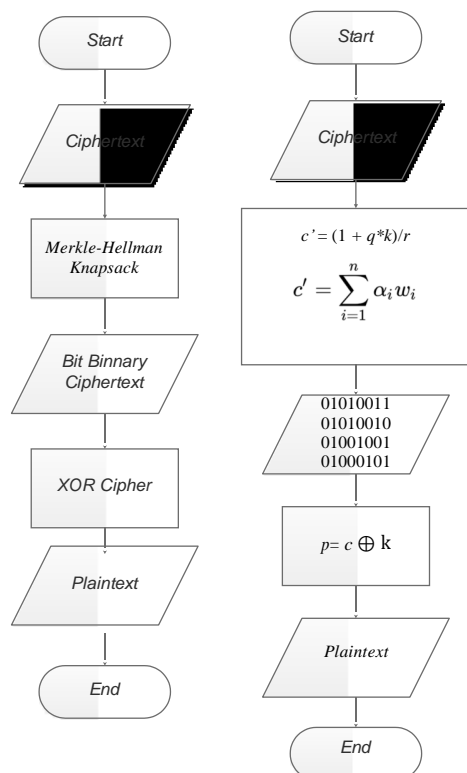 Start
Ciphertext
Merkle-Hellman
Knapsack
Bit Binnary
Ciphertext
XOR Cipher
Plaintext
End
Start
Ciphertext
c' = (1 + q*k)/r
c' = \sum_{i=1}^{n} α_i w_i
01010011
01010010
01001001
01000101
p= c ⊕ k
Plaintext
End